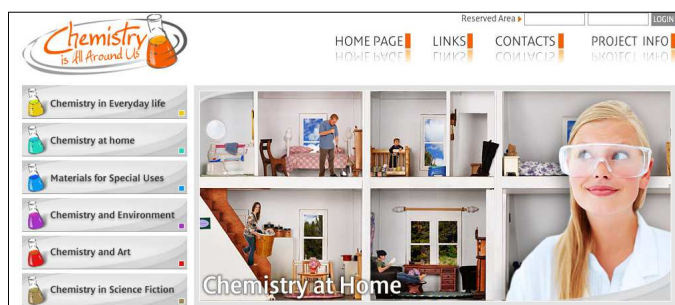 Reserved Area
LOGIN
Chemistry
is All Around Us
HOME PAGE
LINKS
CONTACTS
PROJECT INFO
Chemistry in Everyday life
Chemistry at home
Materials for Special Uses
Chemistry and Environment
Chemistry and Art
Chemistry in Science Fiction
Chemistry at Home